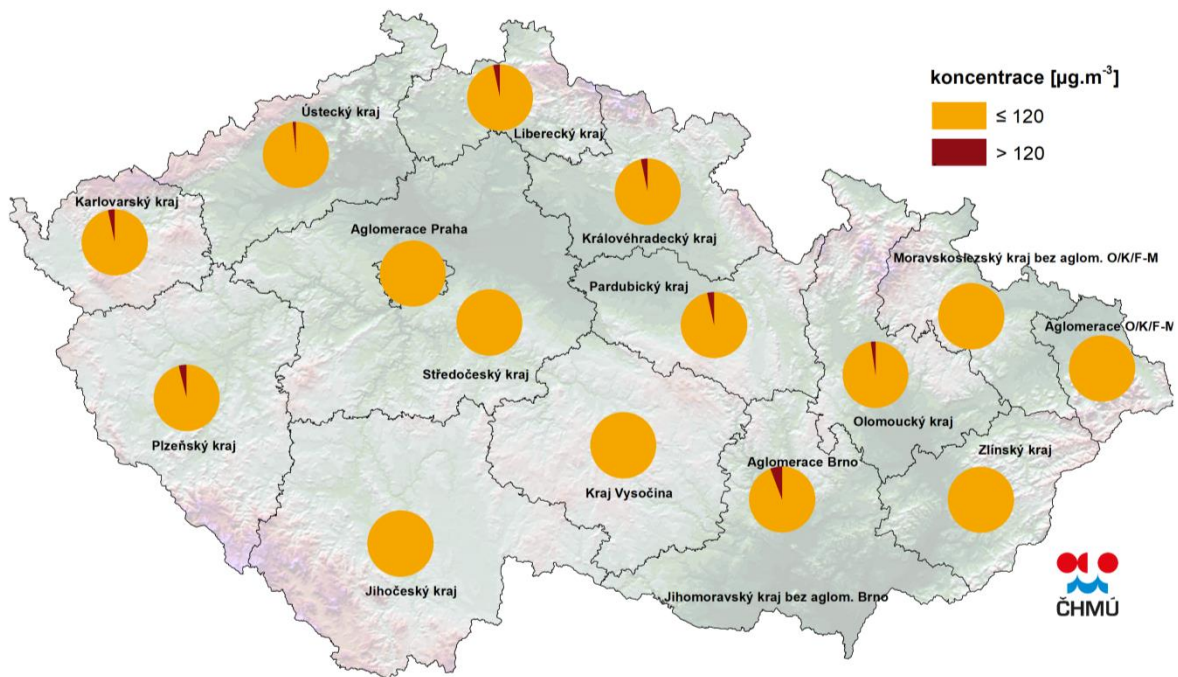 koncentrace [µg.m⁻³]
≤ 120
> 120
Ústecký kraj
Liberecký kraj
Karlovarský kraj
Aglomerace Praha
Královéhradecký kraj
Moravskoslezský kraj bez aglom. O/K/F-M
Pardubický kraj
Aglomerace O/K/F-M
Středočeský kraj
Plzeňský kraj
Olomoucký kraj
Zlínský kraj
Aglomerace Brno
Kraj Vysočina
Jihočeský kraj
Jihomoravský kraj bez aglom. Brno
ČHMÚ